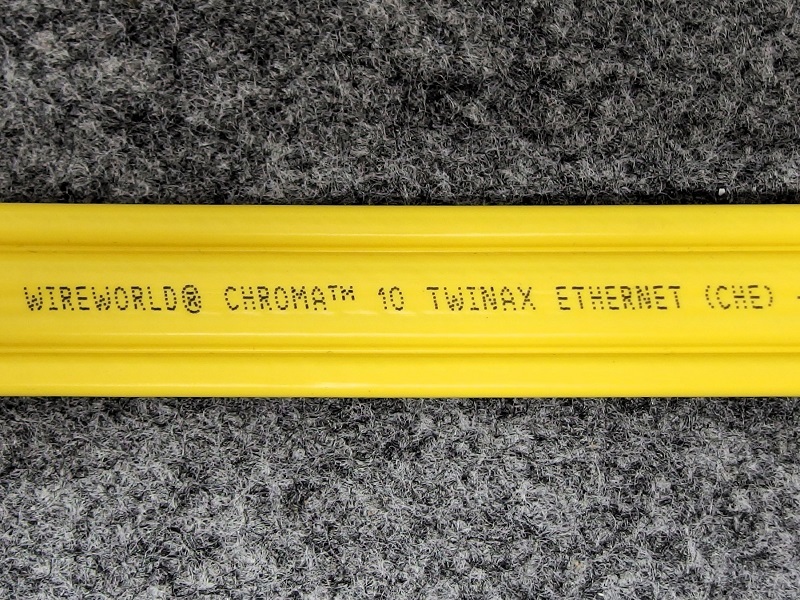 WIREWORLD® CHROMA™ 10 TWINAX ETHERNET (CHE) -